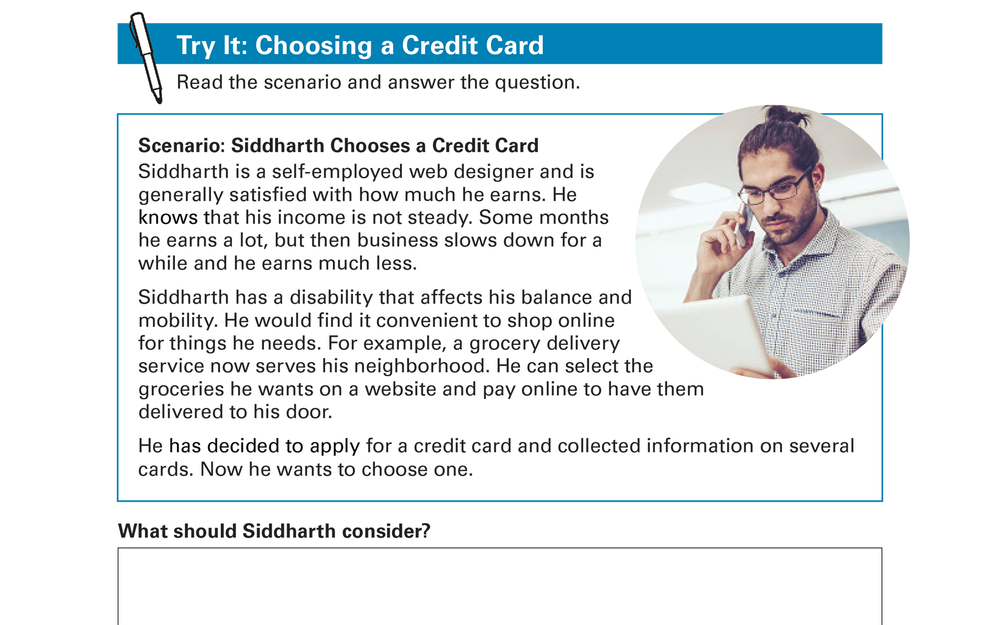 Try It: Choosing a Credit Card
Read the scenario and answer the question.
Scenario: Siddharth Chooses a Credit Card
Siddharth is a self-employed web designer and is
generally satisfied with how much he earns. He
knows that his income is not steady. Some months
he earns a lot, but then business slows down for a
while and he earns much less.
Siddharth has a disability that affects his balance and
mobility. He would find it convenient to shop online
for things he needs. For example, a grocery delivery
service now serves his neighborhood. He can select the
groceries he wants on a website and pay online to have them
delivered to his door.
He has decided to apply for a credit card and collected information on several
cards. Now he wants to choose one.
What should Siddharth consider?